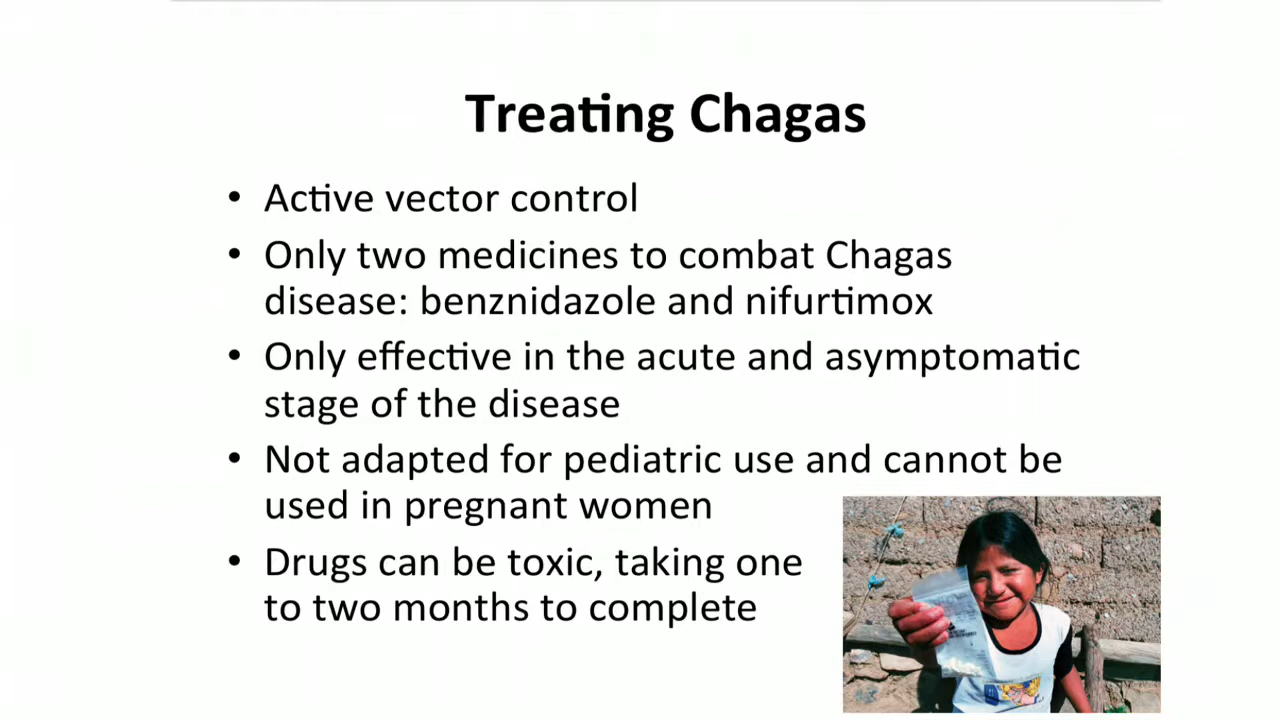 Treating Chagas
• Active vector control
• Only two medicines to combat Chagas
disease: benznidazole and nifurtimox
• Only effective in the acute and asymptomatic
stage of the disease
• Not adapted for pediatric use and cannot be
used in pregnant women
• Drugs can be toxic, taking one
to two months to complete